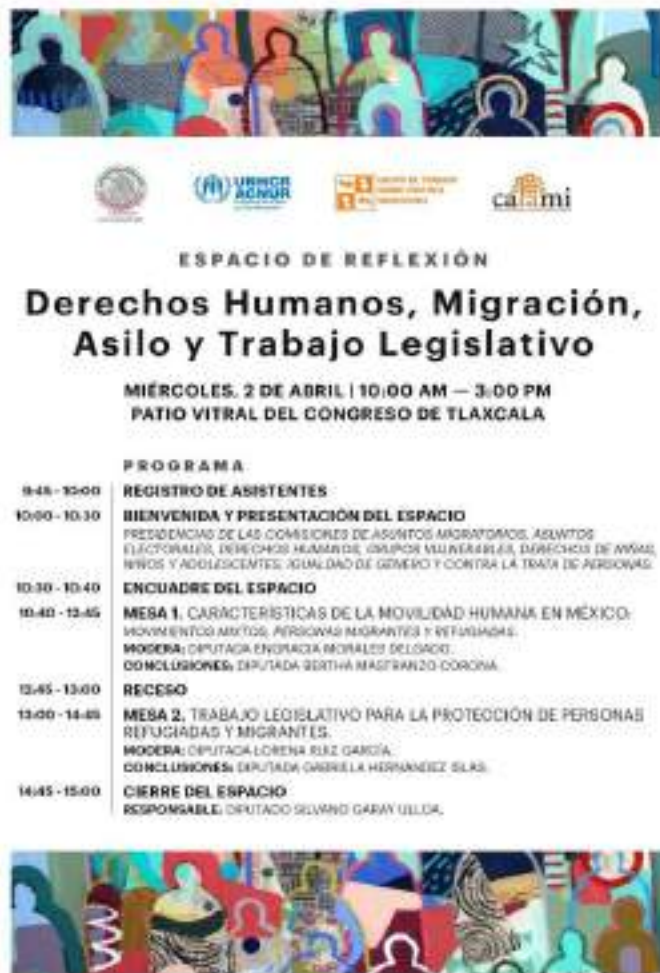 UNHCR
ACNUR
GRUPO DE TRABAJO
SOBRE POLÍTICA
MIGRATORIA
cafami
ESPACIO DE REFLEXIÓN
Derechos Humanos, Migración,
Asilo y Trabajo Legislativo
MIÉRCOLES, 2 DE ABRIL | 10:00 AM — 3:00 PM
PATIO VITRAL DEL CONGRESO DE TLAXCALA
PROGRAMA
9:45 - 10:00 REGISTRO DE ASISTENTES
10:00 - 10:30 BIENVENIDA Y PRESENTACIÓN DEL ESPACIO
PRESIDENCIAS DE LAS COMISIONES DE ASUNTOS MIGRATORIOS, ASUNTOS
ELECTORALES, DERECHOS HUMANOS, GRUPOS VULNERABLES, DERECHOS DE NIÑAS,
NIÑOS Y ADOLESCENTES, IGUALDAD DE GÉNERO Y CONTRA LA TRATA DE PERSONAS.
10:30 - 10:40 ENCUADRE DEL ESPACIO
10:40 - 12:45 MESA 1. CARACTERÍSTICAS DE LA MOVILIDAD HUMANA EN MÉXICO:
MOVIMIENTOS MIXTOS, PERSONAS MIGRANTES Y REFUGIADAS.
MODERA: DIPUTADA ENGRACIA MORALES DELGADO.
CONCLUSIONES: DIPUTADA BERTHA MASTRANZO CORONA.
12:45 - 13:00 RECESO
13:00 - 14:45 MESA 2. TRABAJO LEGISLATIVO PARA LA PROTECCIÓN DE PERSONAS
REFUGIADAS Y MIGRANTES.
MODERA: DIPUTADA LORENA RUIZ GARCÍA.
CONCLUSIONES: DIPUTADA GABRIELA HERNÁNDEZ ISLAS.
14:45 - 15:00 CIERRE DEL ESPACIO
RESPONSABLE: DIPUTADO SILVANO GARAY ULLOA.